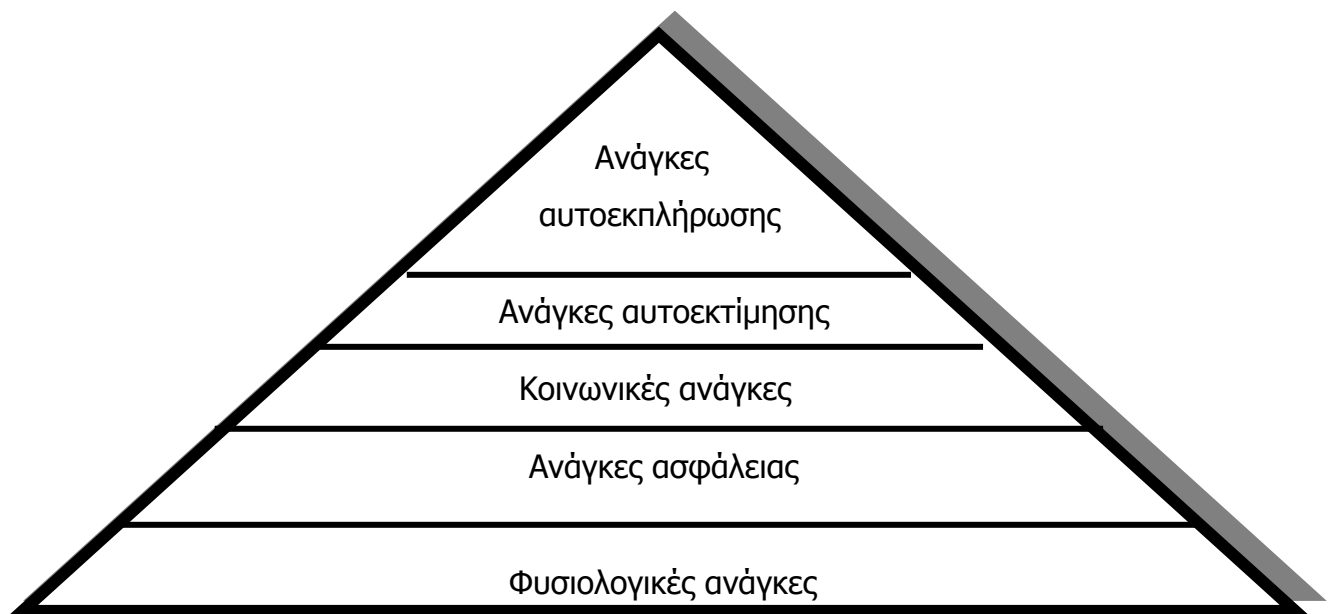 Ανάγκες
αυτοεκπλήρωσης
Ανάγκες αυτοεκτίμησης
Κοινωνικές ανάγκες
Ανάγκες ασφάλειας
Φυσιολογικές ανάγκες